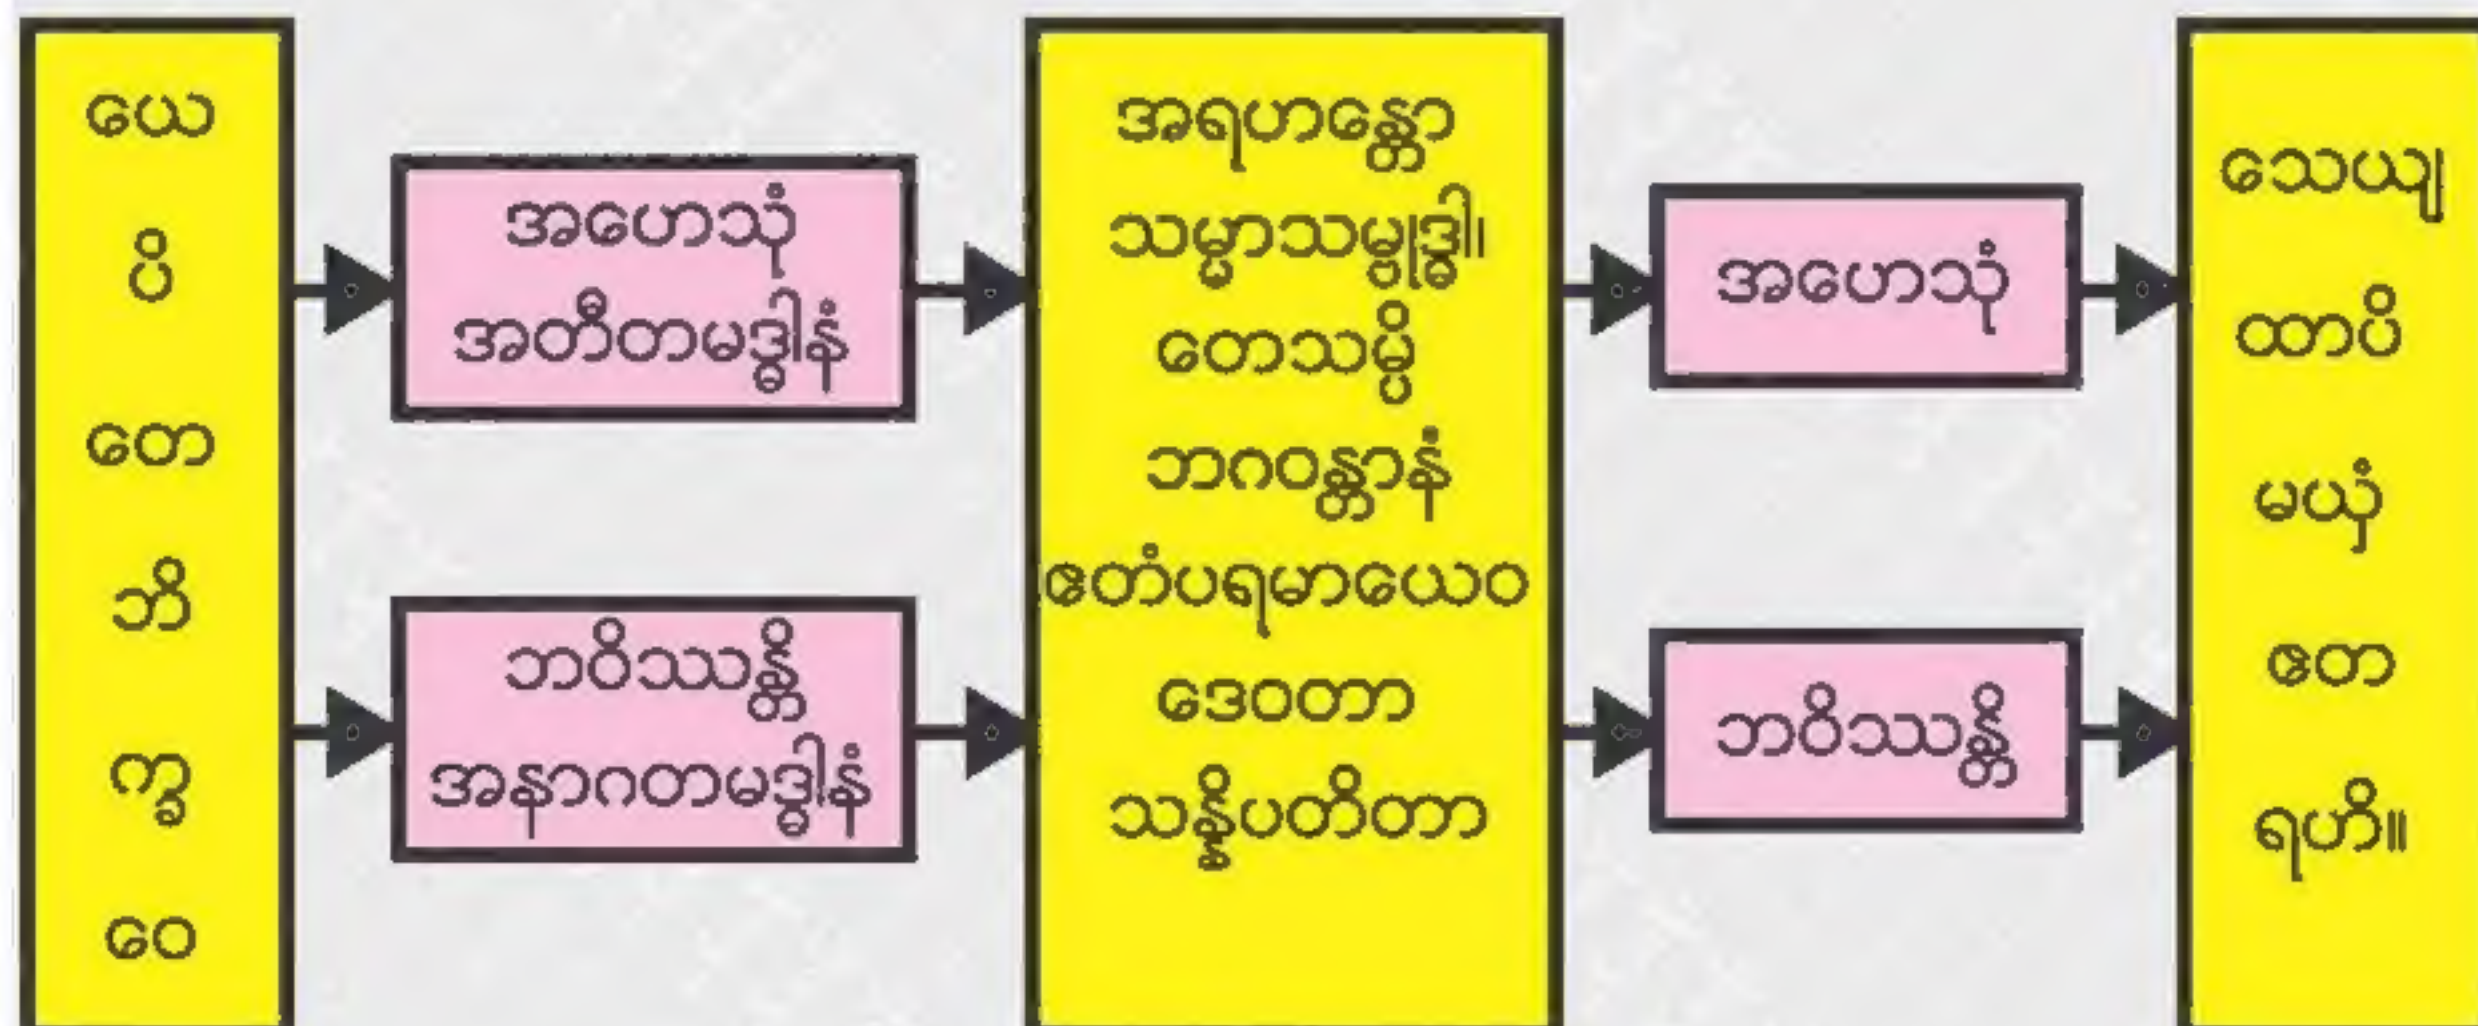 ယေ
ပိ
တေ
ဘိ
က္ခ
ဝေ
အဟေသုံ
အတီတမဒ္ဓါနံ
ဘဝိဿန္တိ
အနာဂတမဒ္ဓါနံ
အရဟန္တော
သမ္မာသမ္ဗုဒ္ဓါ၊
တေသမ္ပိ
ဘဂဝန္တာနံ
ဧတံပရမာယေဝ
ဒေဝတာ
သန္နိပတိတာ
အဟေသုံ
ဘဝိဿန္တိ
သေယျ
ထာပိ
မယှံ
ဧတ
ရဟိ။